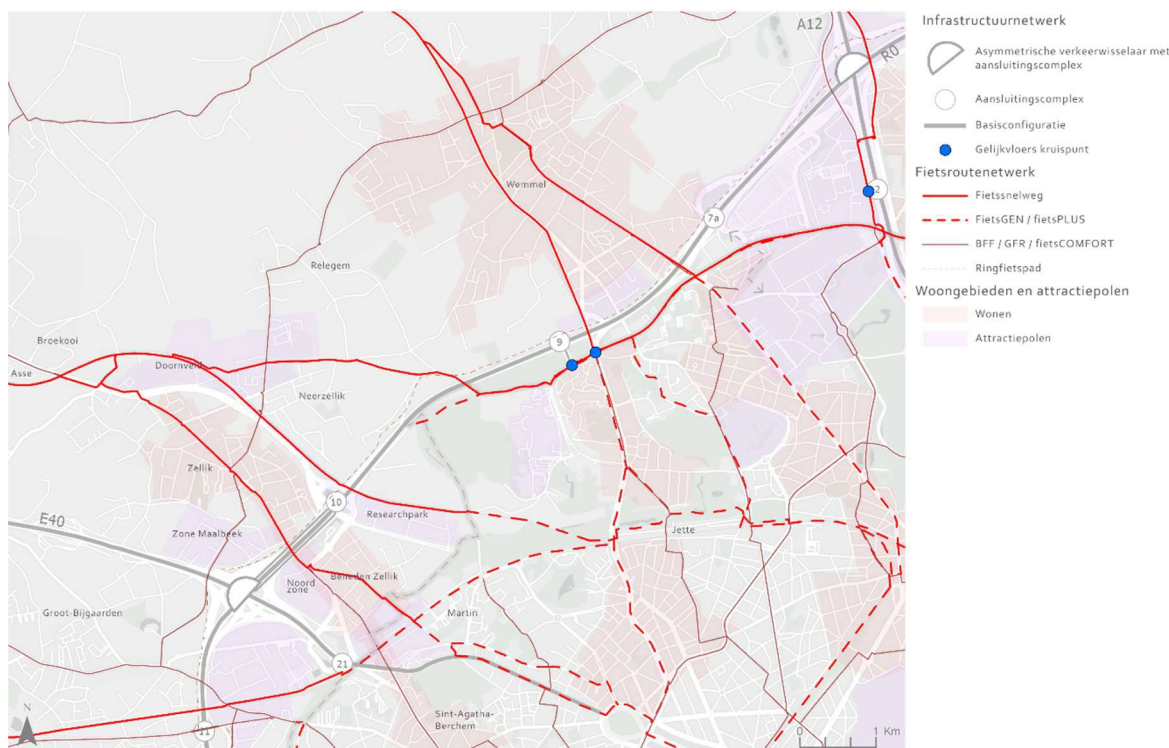 A12
R0
Wemmel
2
7a
Relegem
9
Broekooi
Asse
Doornveld
Neerzellik
Zellik
10
Researchpark
E40
Zone Maalbeek
Jette
Noord
zone
Beneden Zellik
Groot-Bijgaarden
Martin
21
Sint-Agatha-
Berchem
11
N
0
1 Km
Infrastructuurnetwerk
Asymmetrische verkeerwisselaar met
aansluitingscomplex
Aansluitingscomplex
Basisconfiguratie
Gelijkvloers kruispunt
Fietsroutenetwerk
Fietssnelweg
FietsGEN / fietsPLUS
BFF / GFR / fietsCOMFORT
Ringfietspad
Woongebieden en attractiepolen
Wonen
Attractiepolen